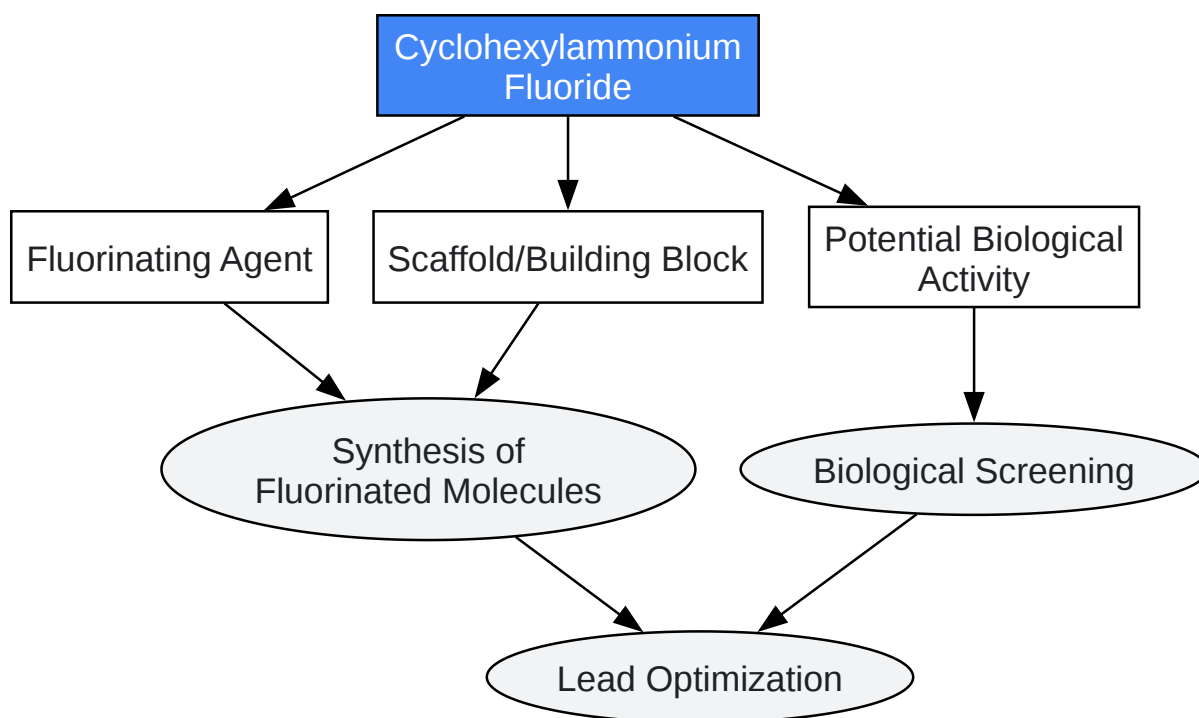 Cyclohexylammonium
Fluoride
Fluorinating Agent
Scaffold/Building Block
Potential Biological
Activity
Synthesis of
Fluorinated Molecules
Biological Screening
Lead Optimization